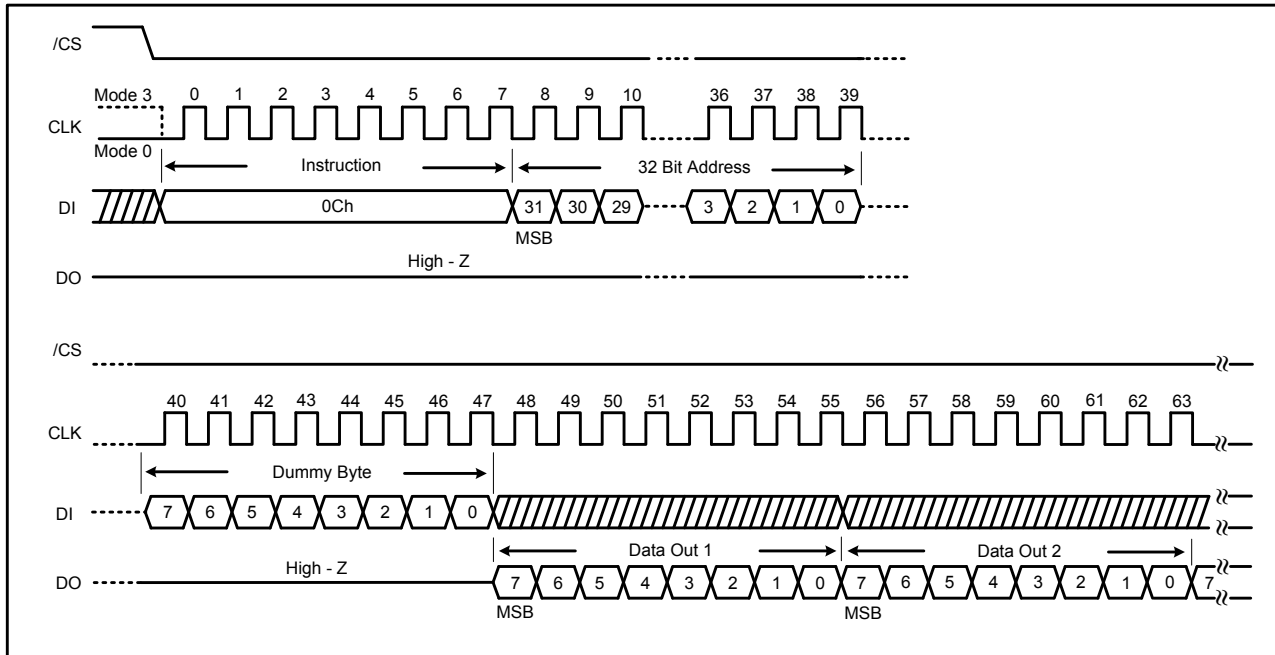 /CS
Mode 3 0 1 2 3 4 5 6 7 8 9 10 36 37 38 39
CLK
Mode 0
Instruction 32 Bit Address
DI 0Ch 31 30 29 3 2 1 0
MSB
High - Z
DO
/CS
40 41 42 43 44 45 46 47 48 49 50 51 52 53 54 55 56 57 58 59 60 61 62 63
CLK
Dummy Byte
DI 7 6 5 4 3 2 1 0
Data Out 1 Data Out 2
High - Z
DO 7 6 5 4 3 2 1 0 7 6 5 4 3 2 1 0 7
MSB MSB